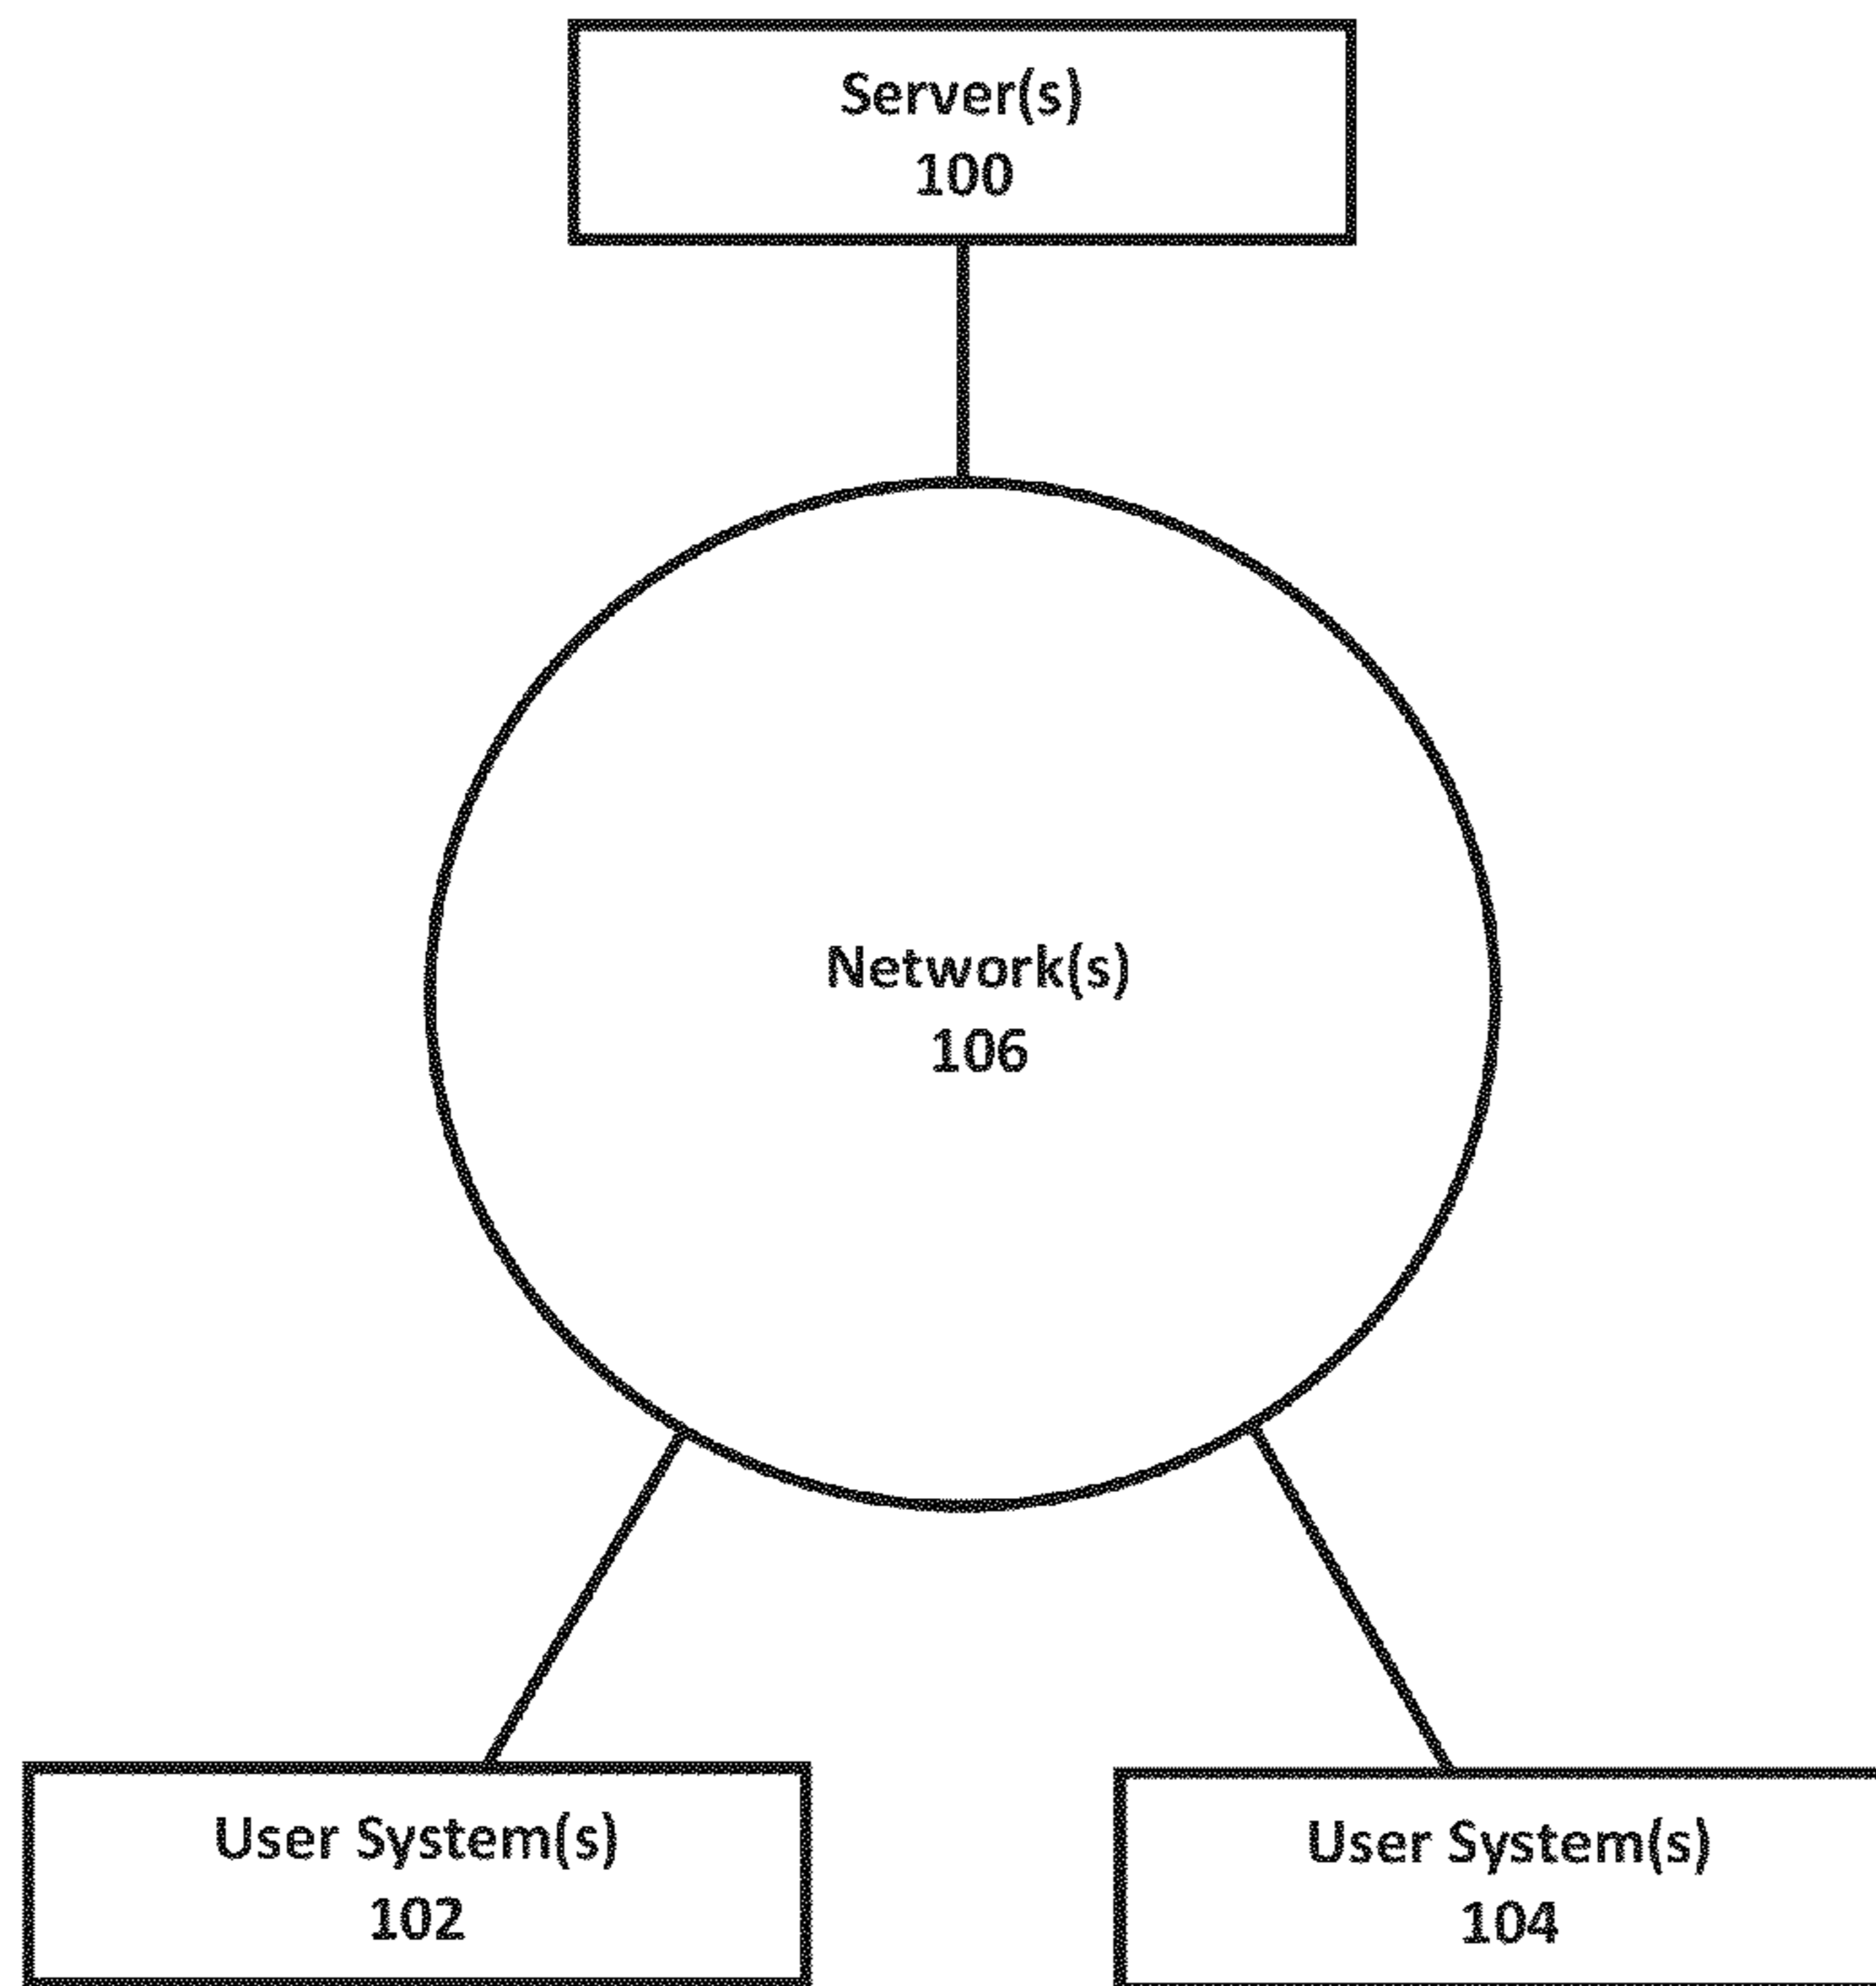 Server(s)
100
Network(s)
106
User System(s)
102
User System(s)
104